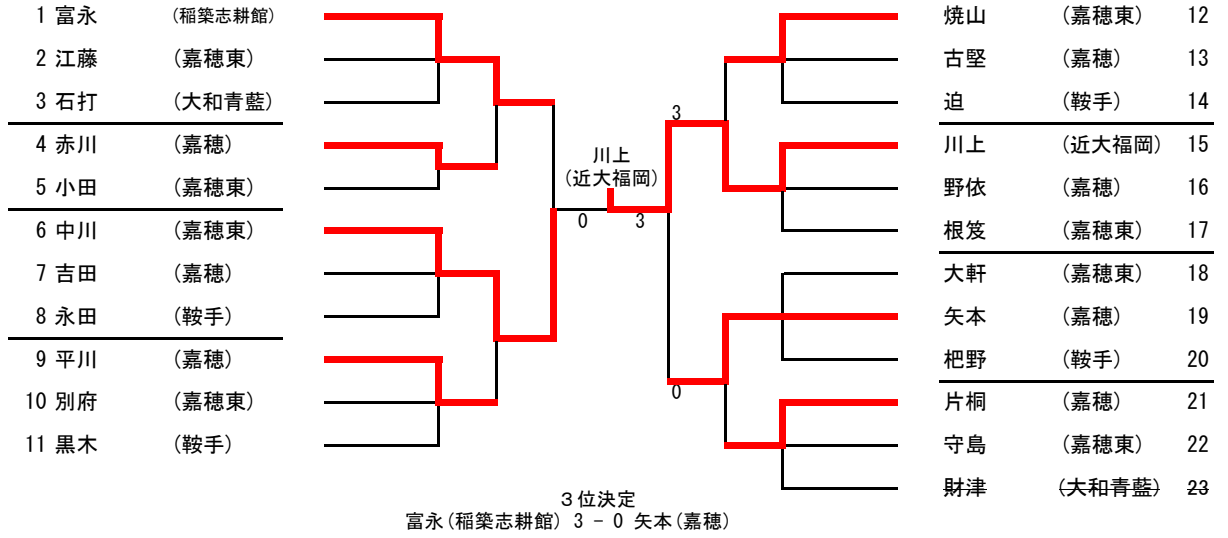 1 富永 (稲築志耕館)
2 江藤 (嘉穂東)
3 石打 (大和青藍)
4 赤川 (嘉穂)
5 小田 (嘉穂東)
6 中川 (嘉穂東)
7 吉田 (嘉穂)
8 永田 (鞍手)
9 平川 (嘉穂)
10 別府 (嘉穂東)
11 黒木 (鞍手)
川上
(近大福岡)
0 3
3
0
焼山 (嘉穂東) 12
古堅 (嘉穂) 13
迫 (鞍手) 14
川上 (近大福岡) 15
野依 (嘉穂) 16
根笈 (嘉穂東) 17
大軒 (嘉穂東) 18
矢本 (嘉穂) 19
杷野 (鞍手) 20
片桐 (嘉穂) 21
守島 (嘉穂東) 22
財津 (大和青藍) 23
３位決定
富永(稲築志耕館) 3 － 0 矢本(嘉穂)